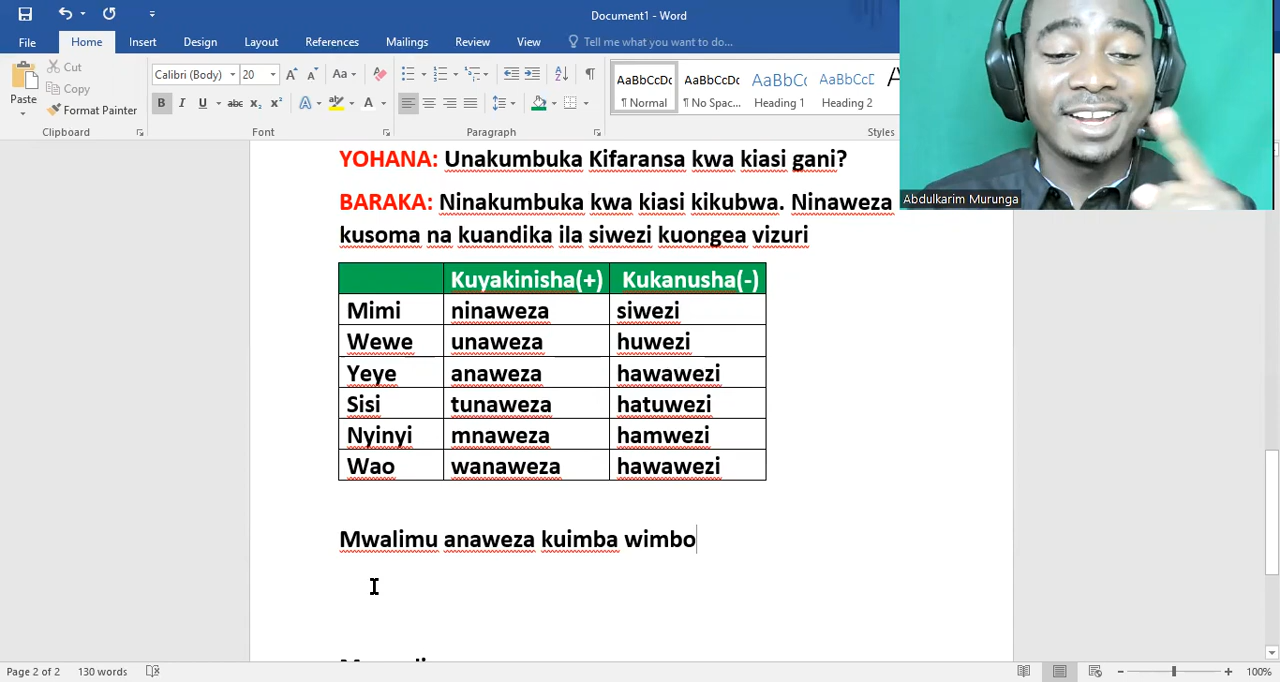 Document1 - Word
File Home Insert Design Layout References Mailings Review View Tell me what you want to do...
Cut
Copy
Paste Format Painter
Calibri (Body) 20
AaBbCcDc AaBbCcDc AaBbCc AaBbCcDc
¶ Normal ¶ No Spac... Heading 1 Heading 2
Clipboard Font Paragraph Styles
YOHANA: Unakumbuka Kifaransa kwa kiasi gani?
BARAKA: Ninakumbuka kwa kiasi kikubwa. Ninaweza
kusoma na kuandika ila siwezi kuongea vizuri
Abdulkarim Murunga
Kuyakinisha(+) Kukanusha(-)
Mimi ninaweza siwezi
Wewe unaweza huwezi
Yeye anaweza hawawezi
Sisi tunaweza hatuwezi
Nyinyi mnaweza hamwezi
Wao wanaweza hawawezi
Mwalimu anaweza kuimba wimbo
Page 2 of 2 130 words 100%